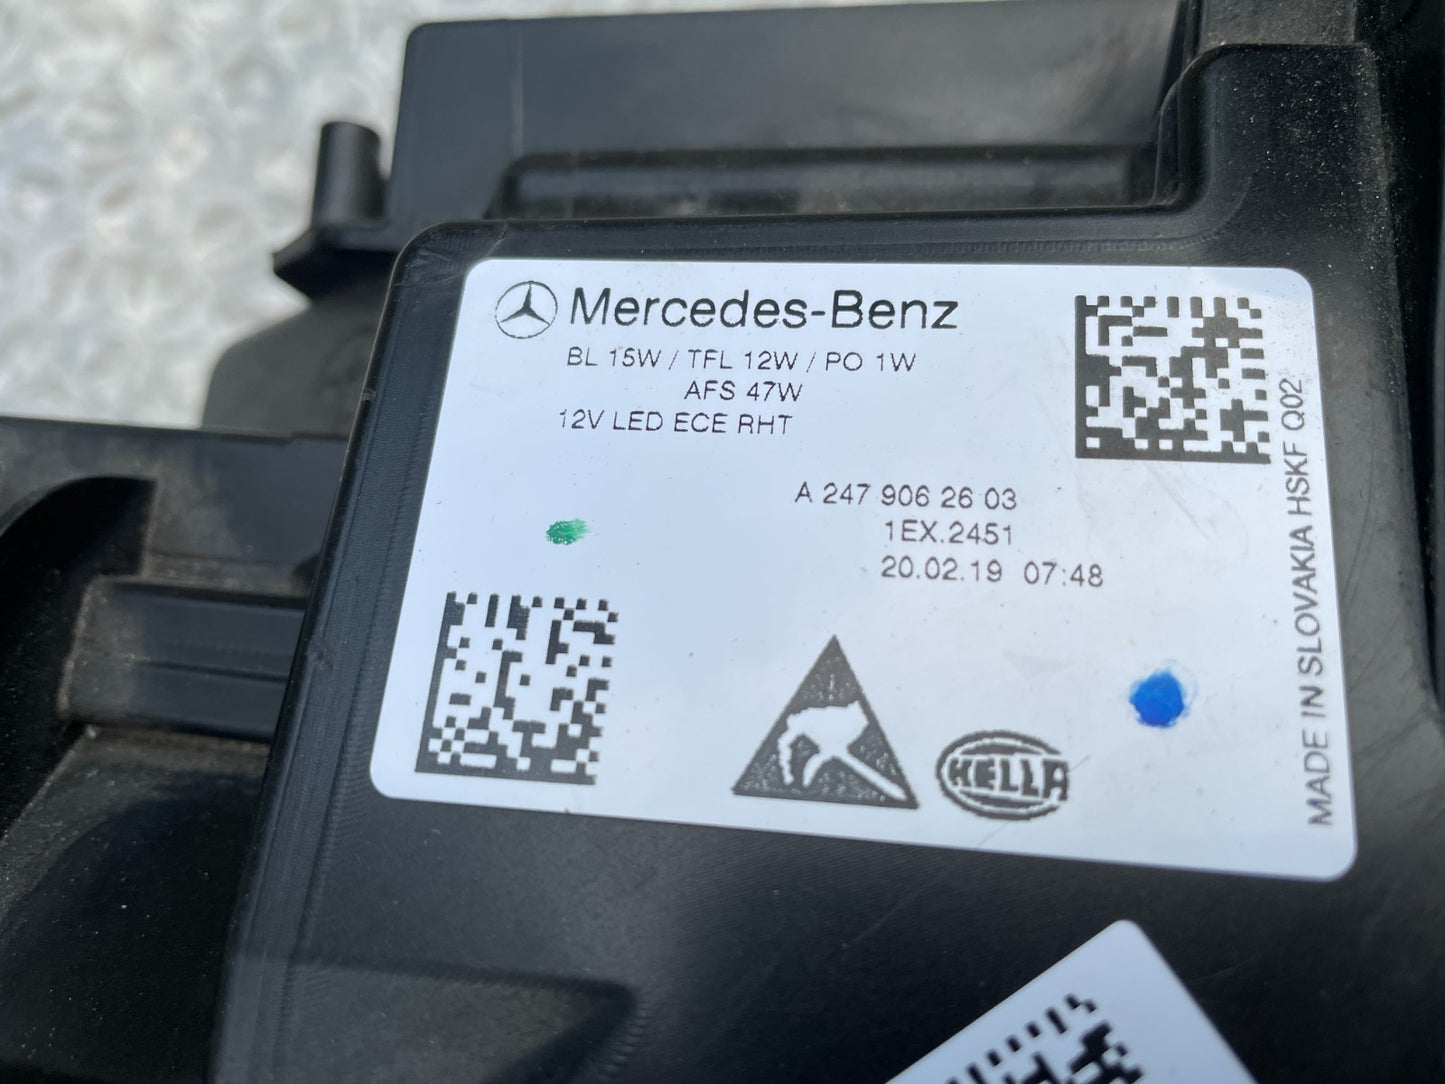 Mercedes-Benz
BL 15W / TFL 12W / PO 1W
AFS 47W
12V LED ECE RHT
A 247 906 26 03
1EX.2451
20.02.19 07:48
HELLA
MADE IN SLOVAKIA HSKF Q02